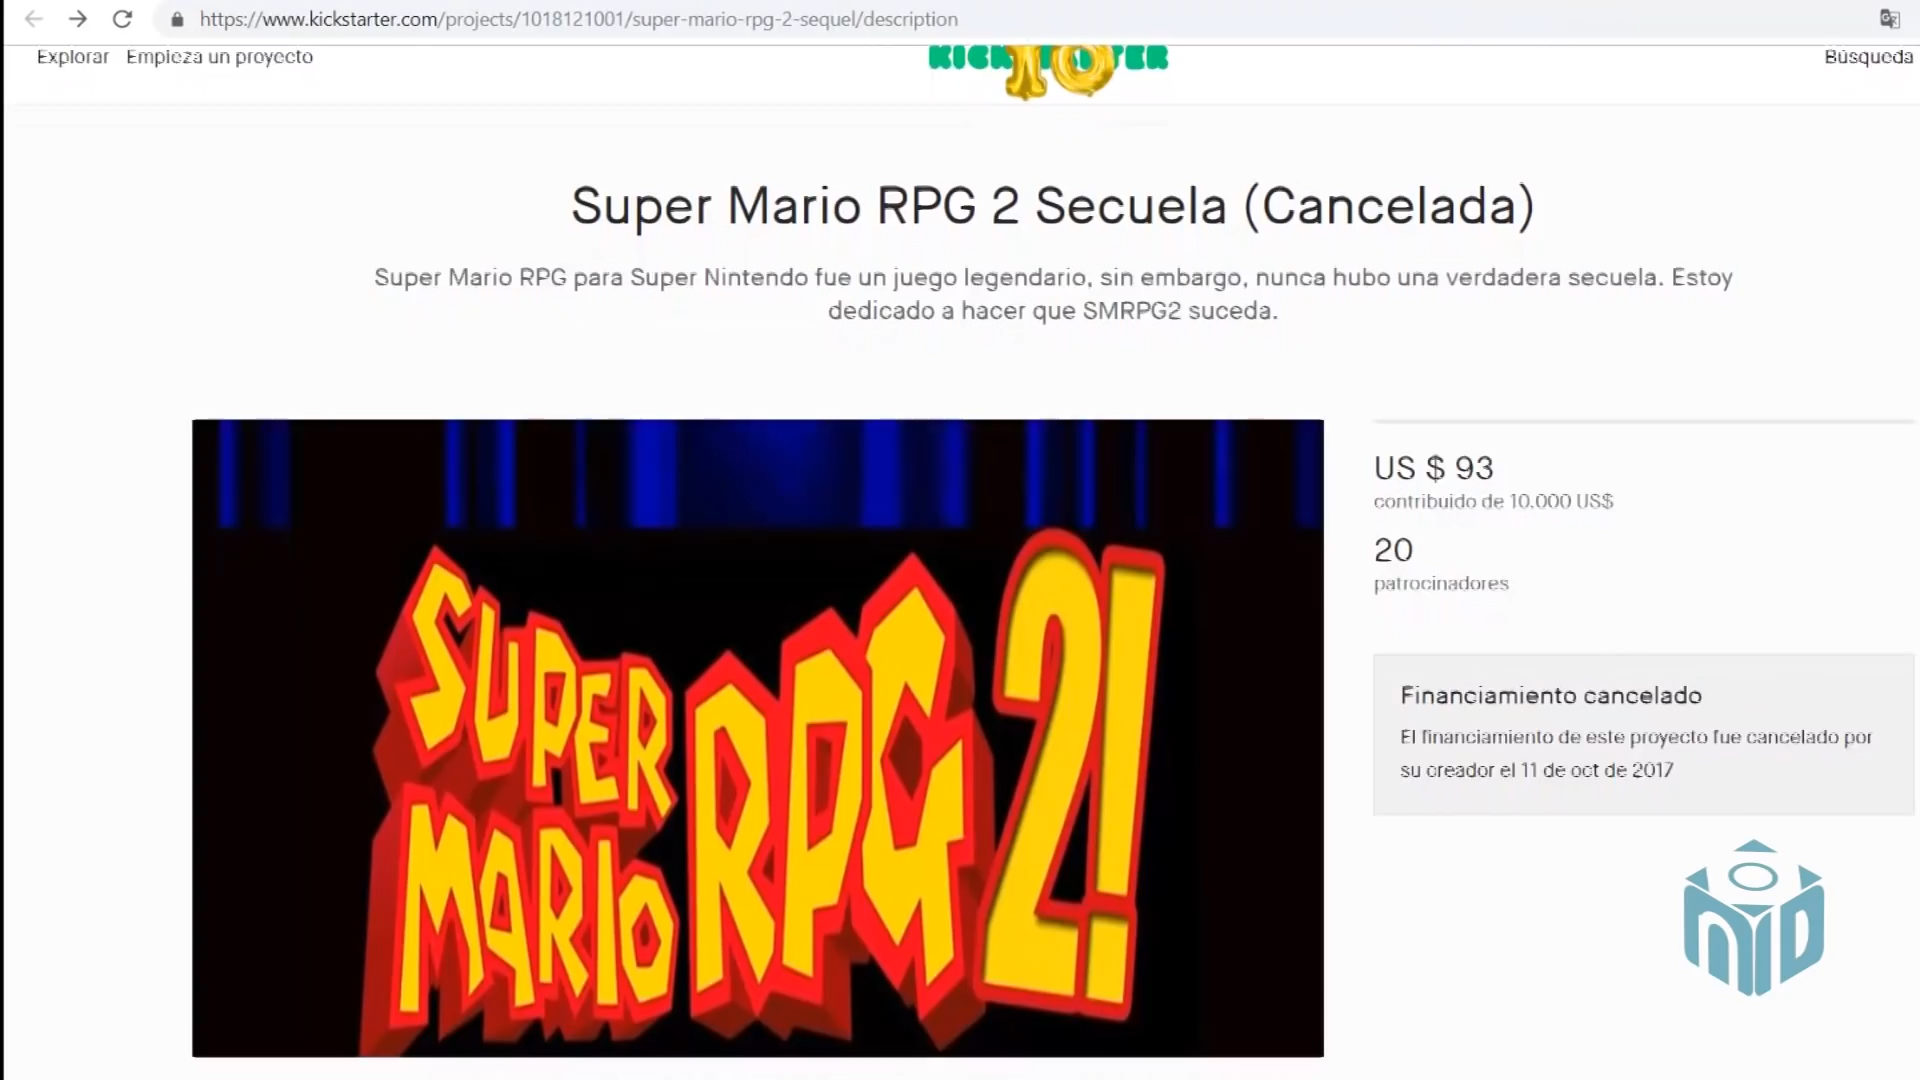 https://www.kickstarter.com/projects/1018121001/super-mario-rpg-2-sequel/description
Explorar Empieza un proyecto
KICKSTARTER
10
Búsqueda
Super Mario RPG 2 Secuela (Cancelada)
Super Mario RPG para Super Nintendo fue un juego legendario, sin embargo, nunca hubo una verdadera secuela. Estoy
dedicado a hacer que SMRPG2 suceda.
US $ 93
contribuido de 10.000 US$
20
patrocinadores
Financiamiento cancelado
El financiamiento de este proyecto fue cancelado por
su creador el 11 de oct de 2017
SUPER
MARIO RPG 2!